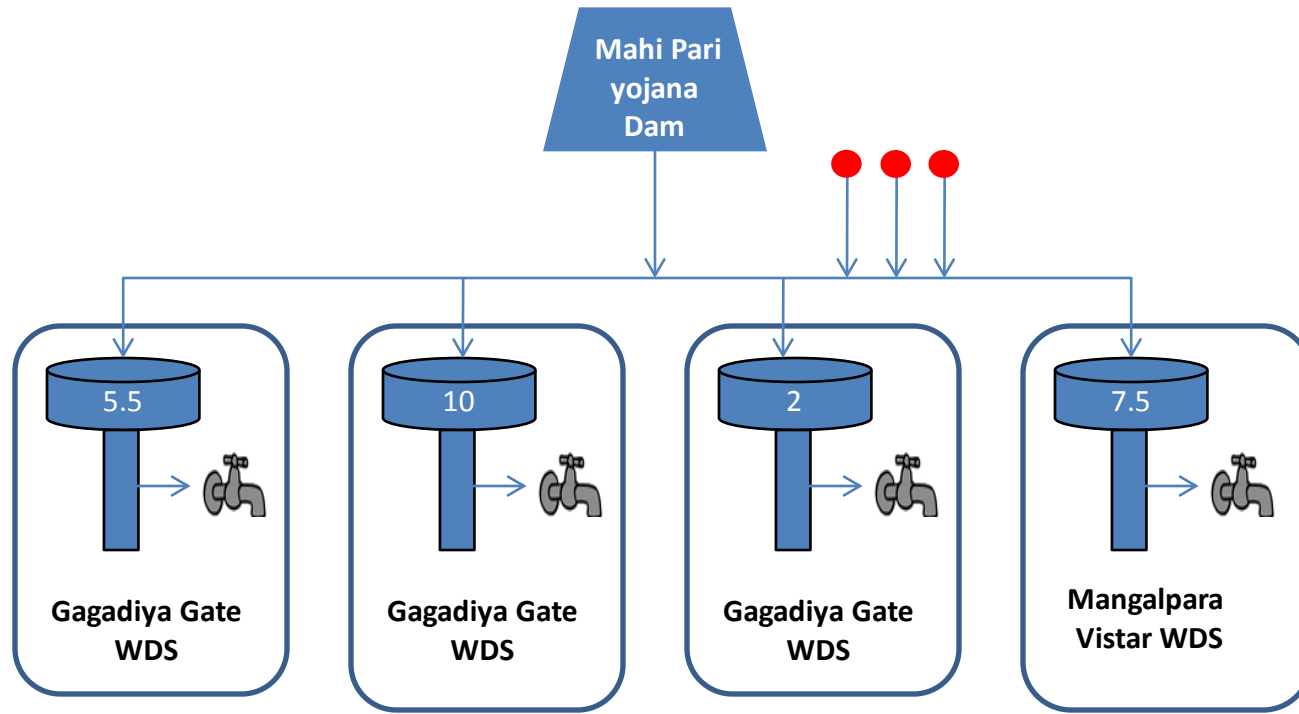 Mahi Pari
yojana
Dam
5.5
10
2
7.5
Gagadiya Gate
WDS
Gagadiya Gate
WDS
Gagadiya Gate
WDS
Mangalpara
Vistar WDS